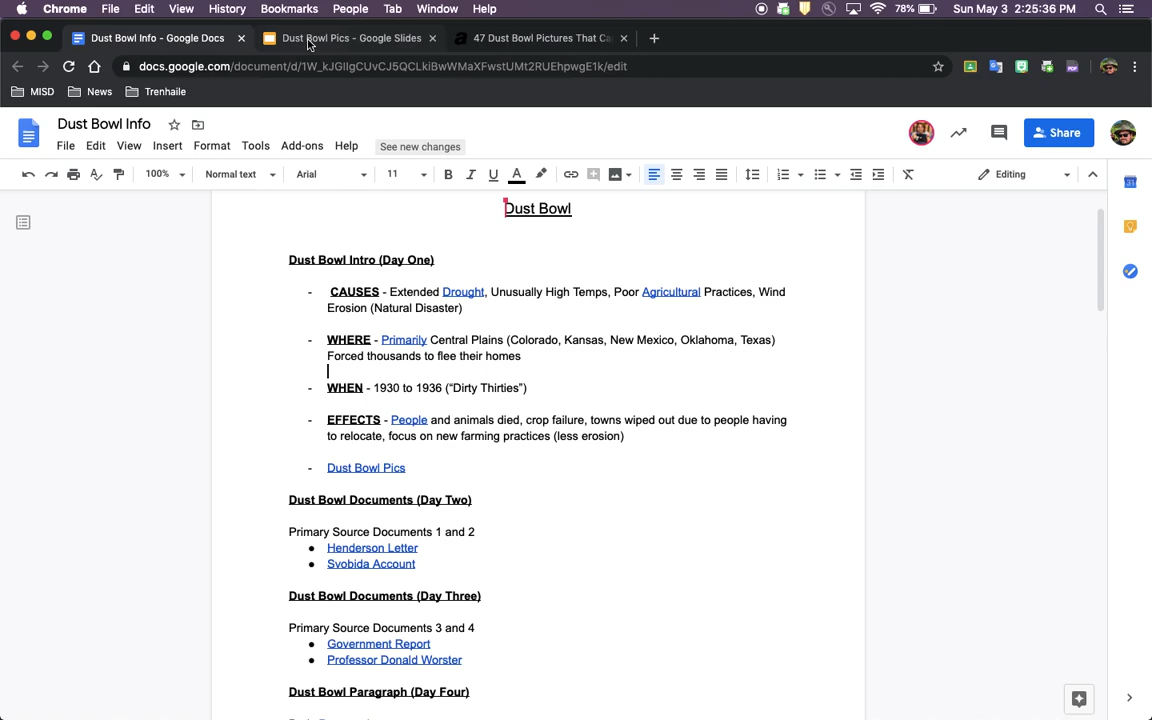 Chrome File Edit View History Bookmarks People Tab Window Help 78% Sun May 3 2:25:36 PM
Dust Bowl Info - Google Docs Dust Bowl Pics - Google Slides 47 Dust Bowl Pictures That Ca
docs.google.com/document/d/1W_kJGIlgCUvCJ5QCLkiBwWMaXFwstUMt2RUEhpwgE1k/edit
MISD News Trenhaile
Dust Bowl Info
File Edit View Insert Format Tools Add-ons Help See new changes
Share
100% Normal text Arial 11 Editing
Dust Bowl
Dust Bowl Intro (Day One)
- CAUSES - Extended Drought, Unusually High Temps, Poor Agricultural Practices, Wind
Erosion (Natural Disaster)
- WHERE - Primarily Central Plains (Colorado, Kansas, New Mexico, Oklahoma, Texas)
Forced thousands to flee their homes
- WHEN - 1930 to 1936 (“Dirty Thirties”)
- EFFECTS - People and animals died, crop failure, towns wiped out due to people having
to relocate, focus on new farming practices (less erosion)
- Dust Bowl Pics
Dust Bowl Documents (Day Two)
Primary Source Documents 1 and 2
● Henderson Letter
● Svobida Account
Dust Bowl Documents (Day Three)
Primary Source Documents 3 and 4
● Government Report
● Professor Donald Worster
Dust Bowl Paragraph (Day Four)